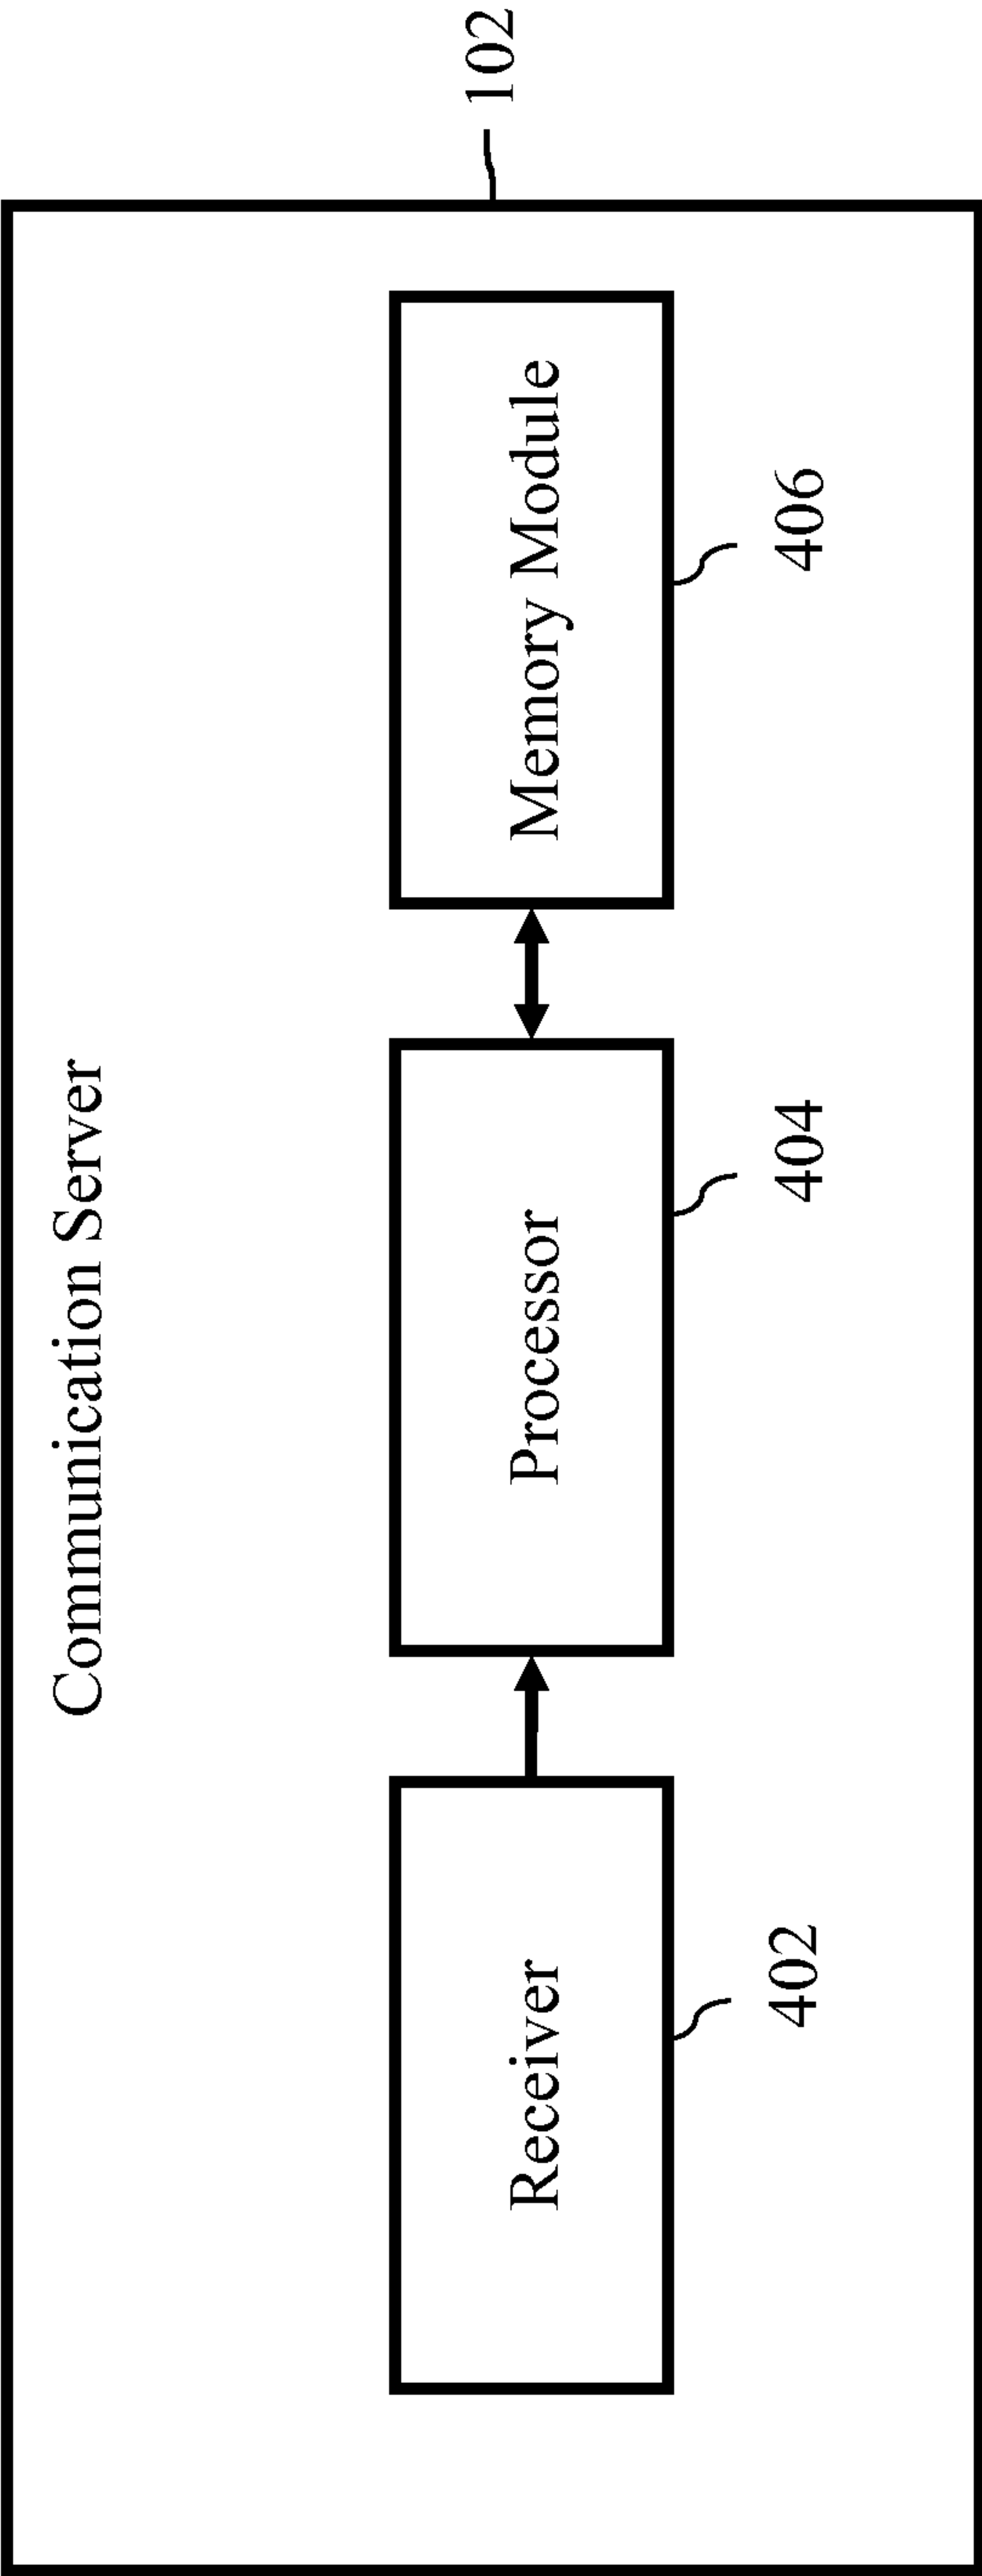 Communication Server
102
Receiver
Processor
Memory Module
402
404
406